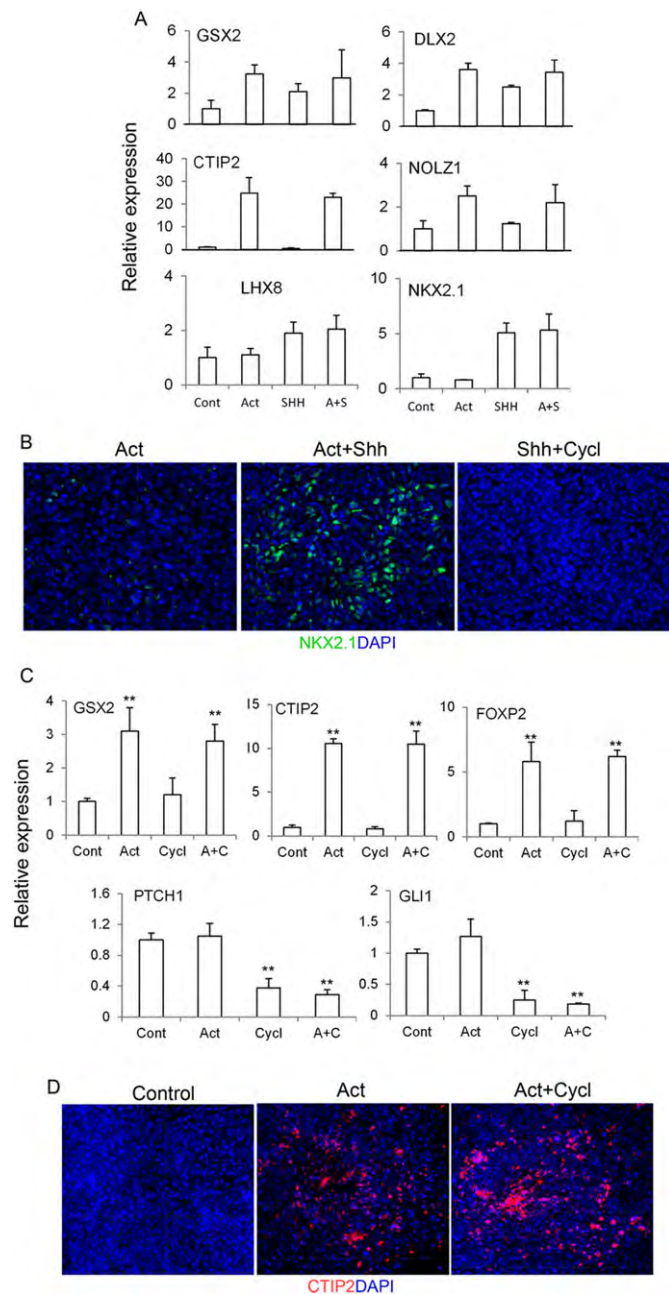 A
Relative expression
GSX2
6
4
2
0
DLX2
6
4
2
0
CTIP2
40
30
20
10
0
NOLZ1
4
2
0
LHX8
4
2
0
Cont Act SHH A+S
NKX2.1
10
5
0
Cont Act SHH A+S
B
Act Act+Shh Shh+Cycl
NKX2.1DAPI
C
Relative expression
GSX2
4
3
2
1
0
** **
Cont Act Cycl A+C
CTIP2
15
10
5
0
** **
Cont Act Cycl A+C
FOXP2
10
5
0
** **
Cont Act Cycl A+C
PTCH1
1.6
1.2
0.8
0.4
0
** **
Cont Act Cycl A+C
GLI1
2
1.5
1
0.5
0
** **
Cont Act Cycl A+C
D
Control Act Act+Cycl
CTIP2DAPI